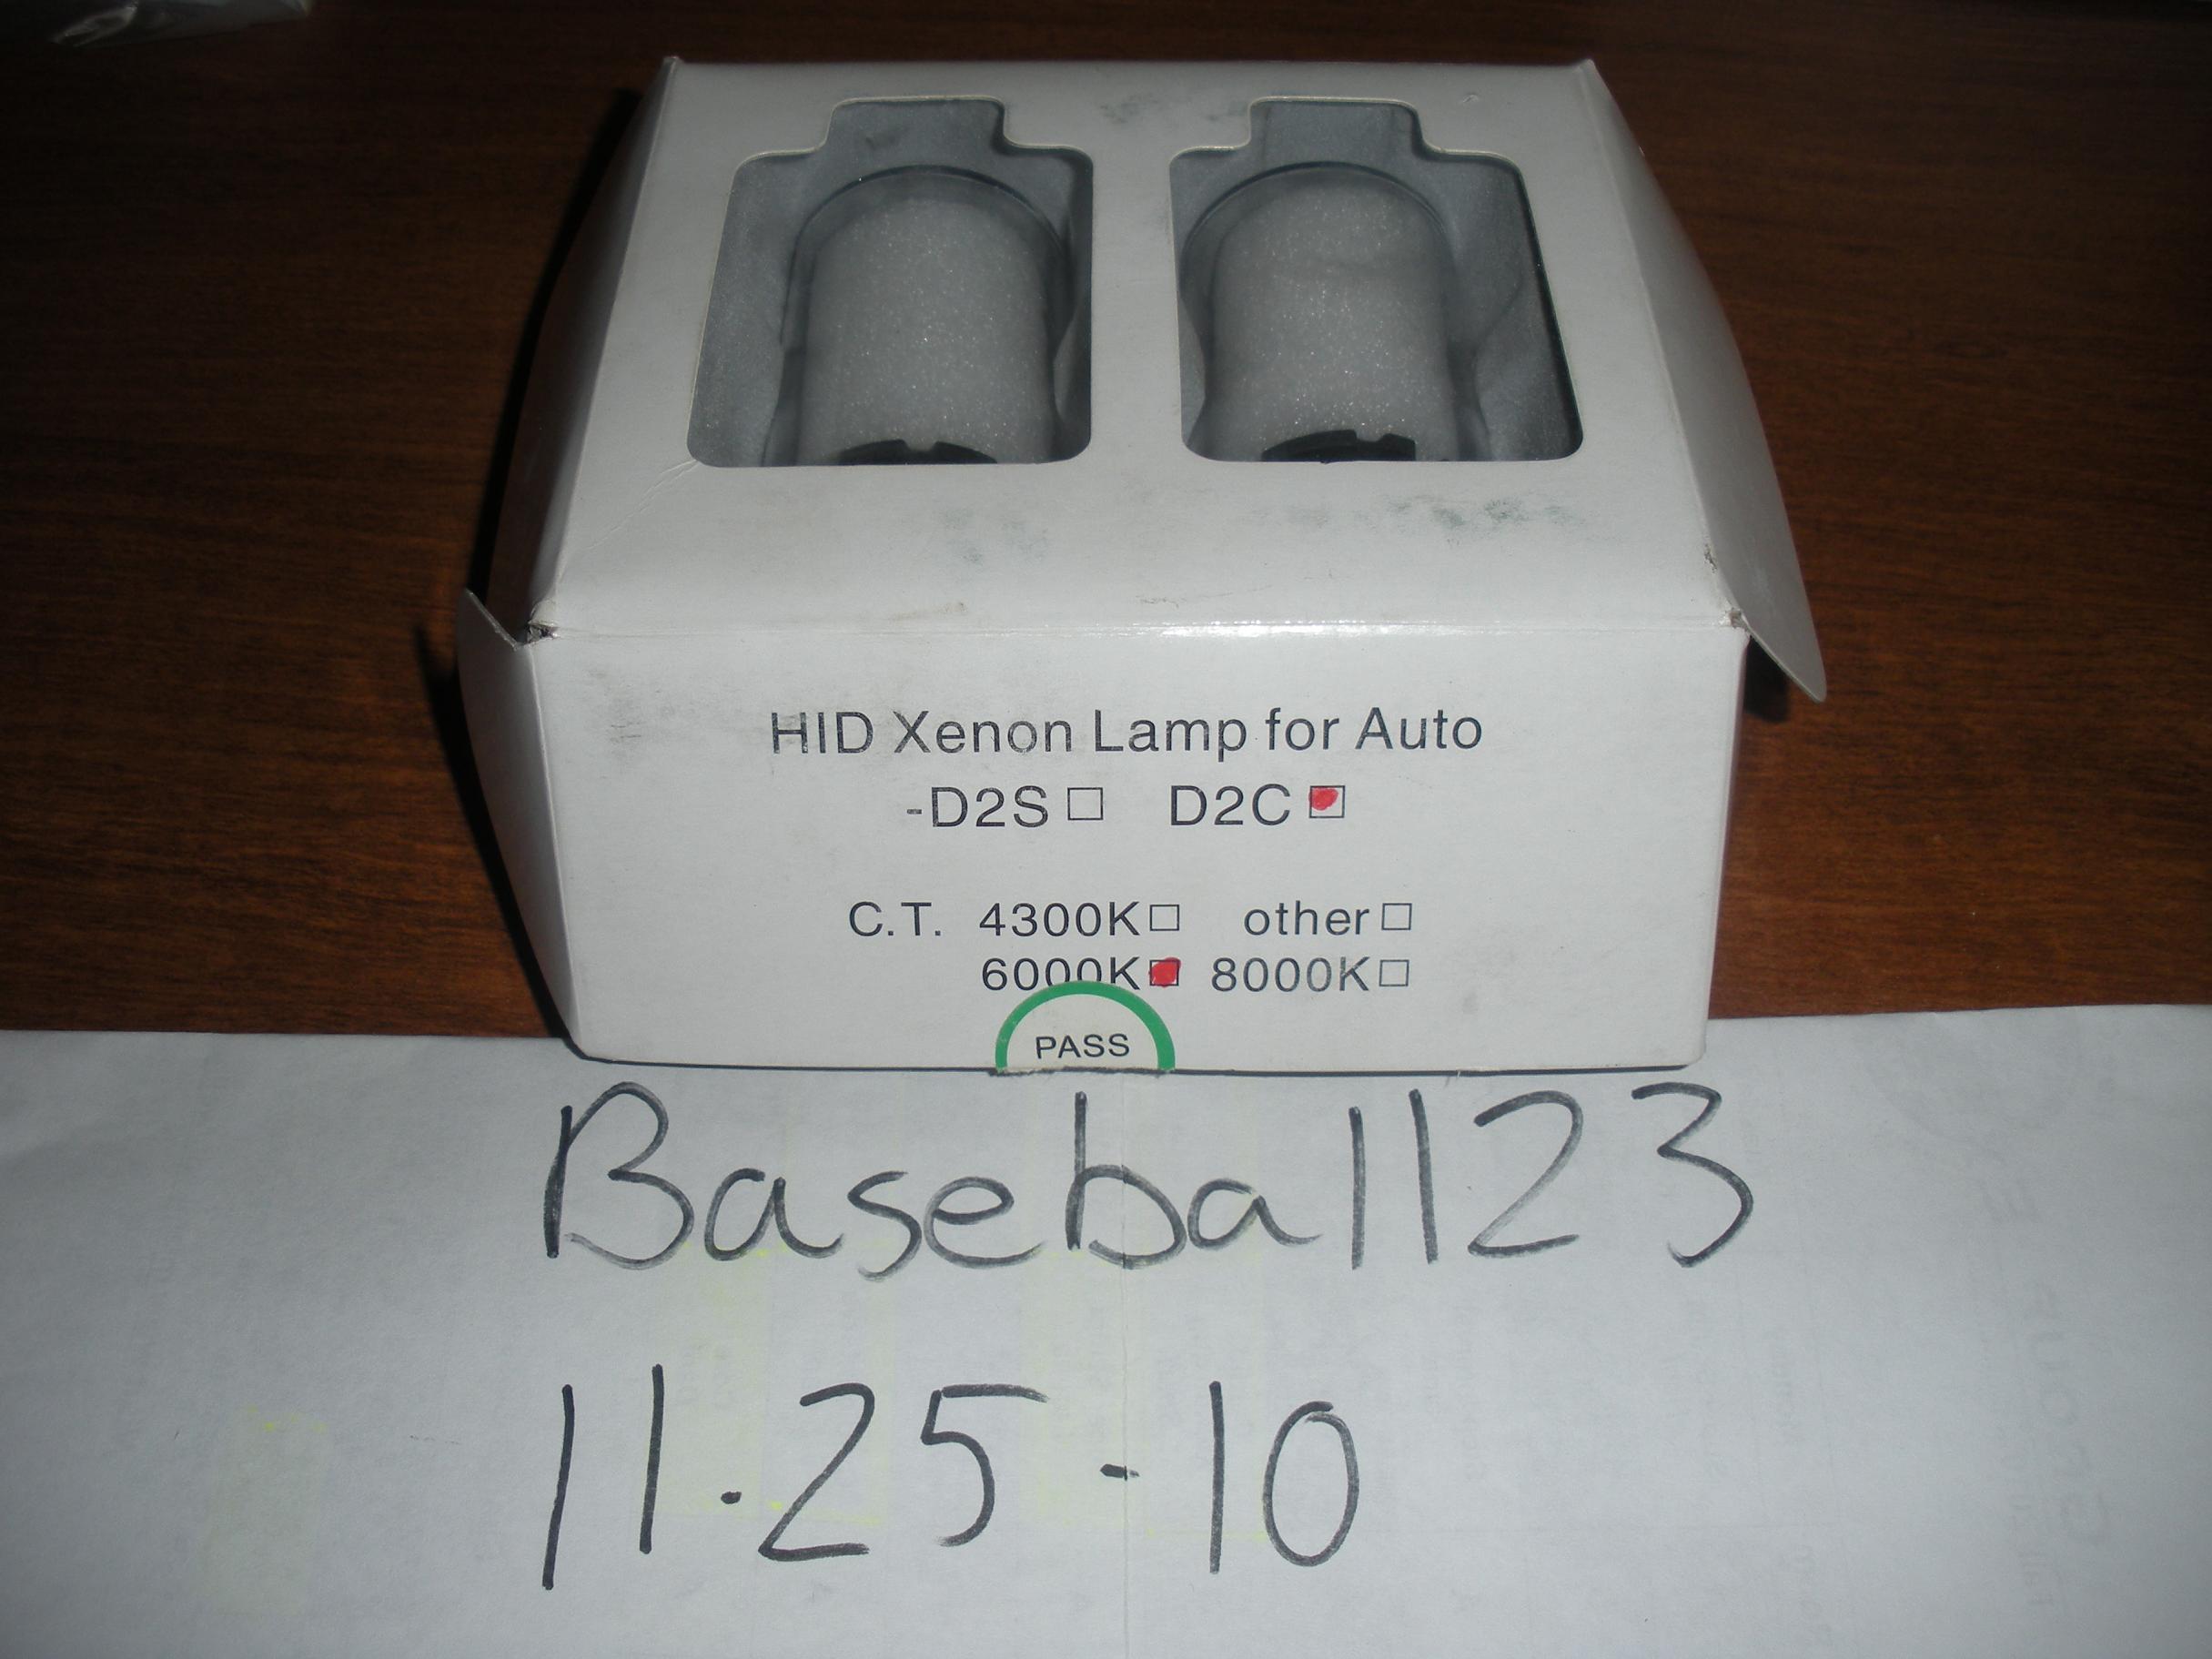 HID Xenon Lamp for Auto
-D2S☐ D2C☑
C.T. 4300K☐ other☐
6000K☑ 8000K☐
PASS
Baseball23
11.25-10